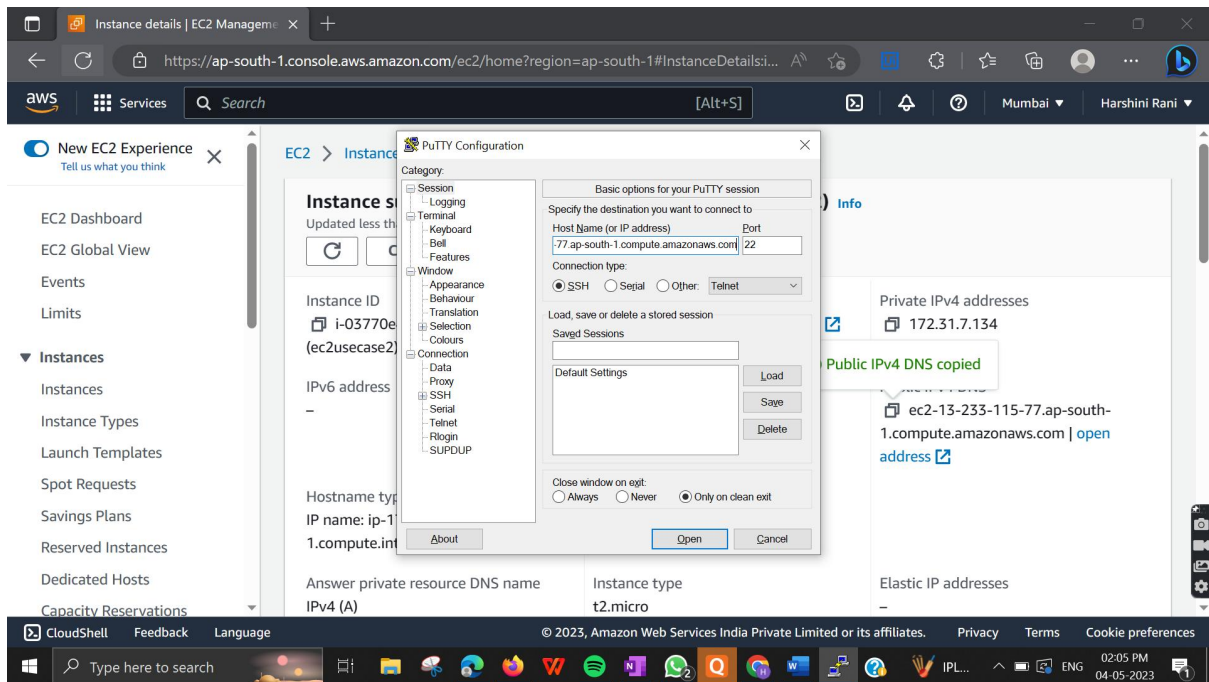 Instance details | EC2 Manageme
https://ap-south-1.console.aws.amazon.com/ec2/home?region=ap-south-1#InstanceDetails:i...
aws
Services
Search
[Alt+S]
Mumbai
Harshini Rani
New EC2 Experience
Tell us what you think
EC2 Dashboard
EC2 Global View
Events
Limits
Instances
Instances
Instance Types
Launch Templates
Spot Requests
Savings Plans
Reserved Instances
Dedicated Hosts
Capacity Reservations
EC2 > Instance
Instance s
) Info
Updated less th
C
Instance ID
i-03770e
(ec2usecase2)
IPv6 address
–
Hostname typ
IP name: ip-1
1.compute.int
Answer private resource DNS name
IPv4 (A)
Instance type
t2.micro
Private IPv4 addresses
172.31.7.134
Public IPv4 DNS copied
ec2-13-233-115-77.ap-south-
1.compute.amazonaws.com | open
address
Elastic IP addresses
–
PuTTY Configuration
Category:
Session
Logging
Terminal
Keyboard
Bell
Features
Window
Appearance
Behaviour
Translation
Selection
Colours
Connection
Data
Proxy
SSH
Serial
Telnet
Rlogin
SUPDUP
Basic options for your PuTTY session
Specify the destination you want to connect to
Host Name (or IP address) Port
-77.ap-south-1.compute.amazonaws.com 22
Connection type:
SSH Serial Other: Telnet
Load, save or delete a stored session
Saved Sessions
Default Settings
Load
Save
Delete
Close window on exit:
Always Never Only on clean exit
About Open Cancel
CloudShell Feedback Language © 2023, Amazon Web Services India Private Limited or its affiliates. Privacy Terms Cookie preferences
Type here to search
IPL...
ENG
02:05 PM
04-05-2023